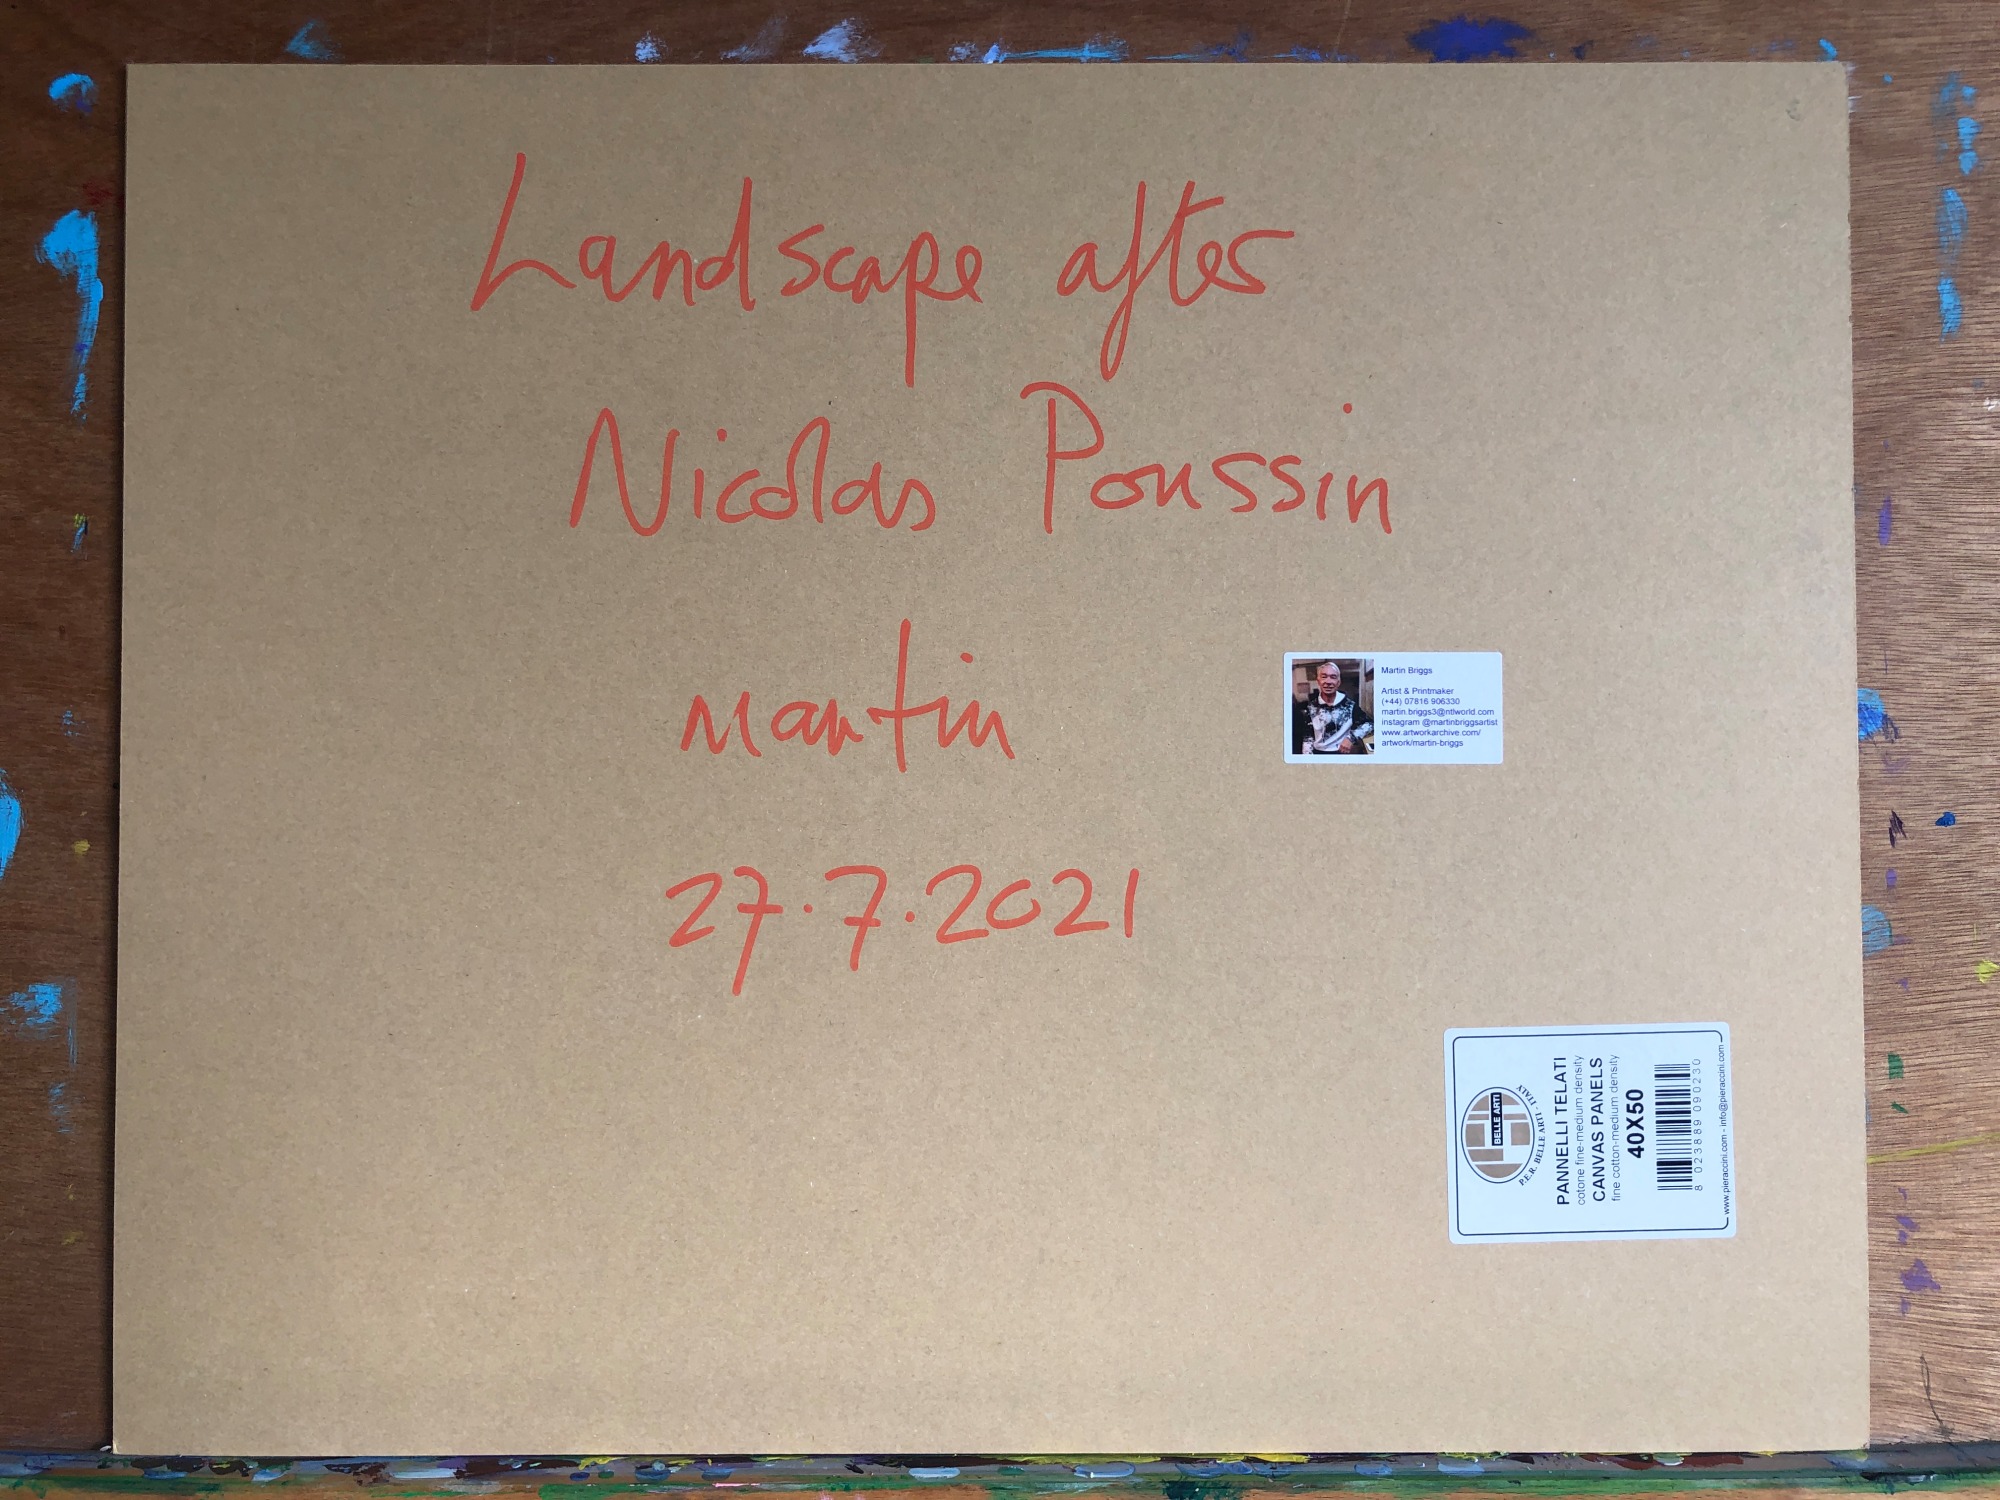 Landscape after
Nicolas Poussin
martin
27.7.2021
Martin Briggs
Artist & Printmaker
(+44) 07816 906330
martin.briggs3@ntlworld.com
instagram @martinbriggsartist
www.artworkarchive.com/
artwork/martin-briggs
BELLE ARTI
P.E.R. BELLE ARTI - ITALY
PANNELLI TELATI
cotone fine-medium density
CANVAS PANELS
fine cotton-medium density
40X50
8 023889 090230
www.pieraccini.com - info@pieraccini.com